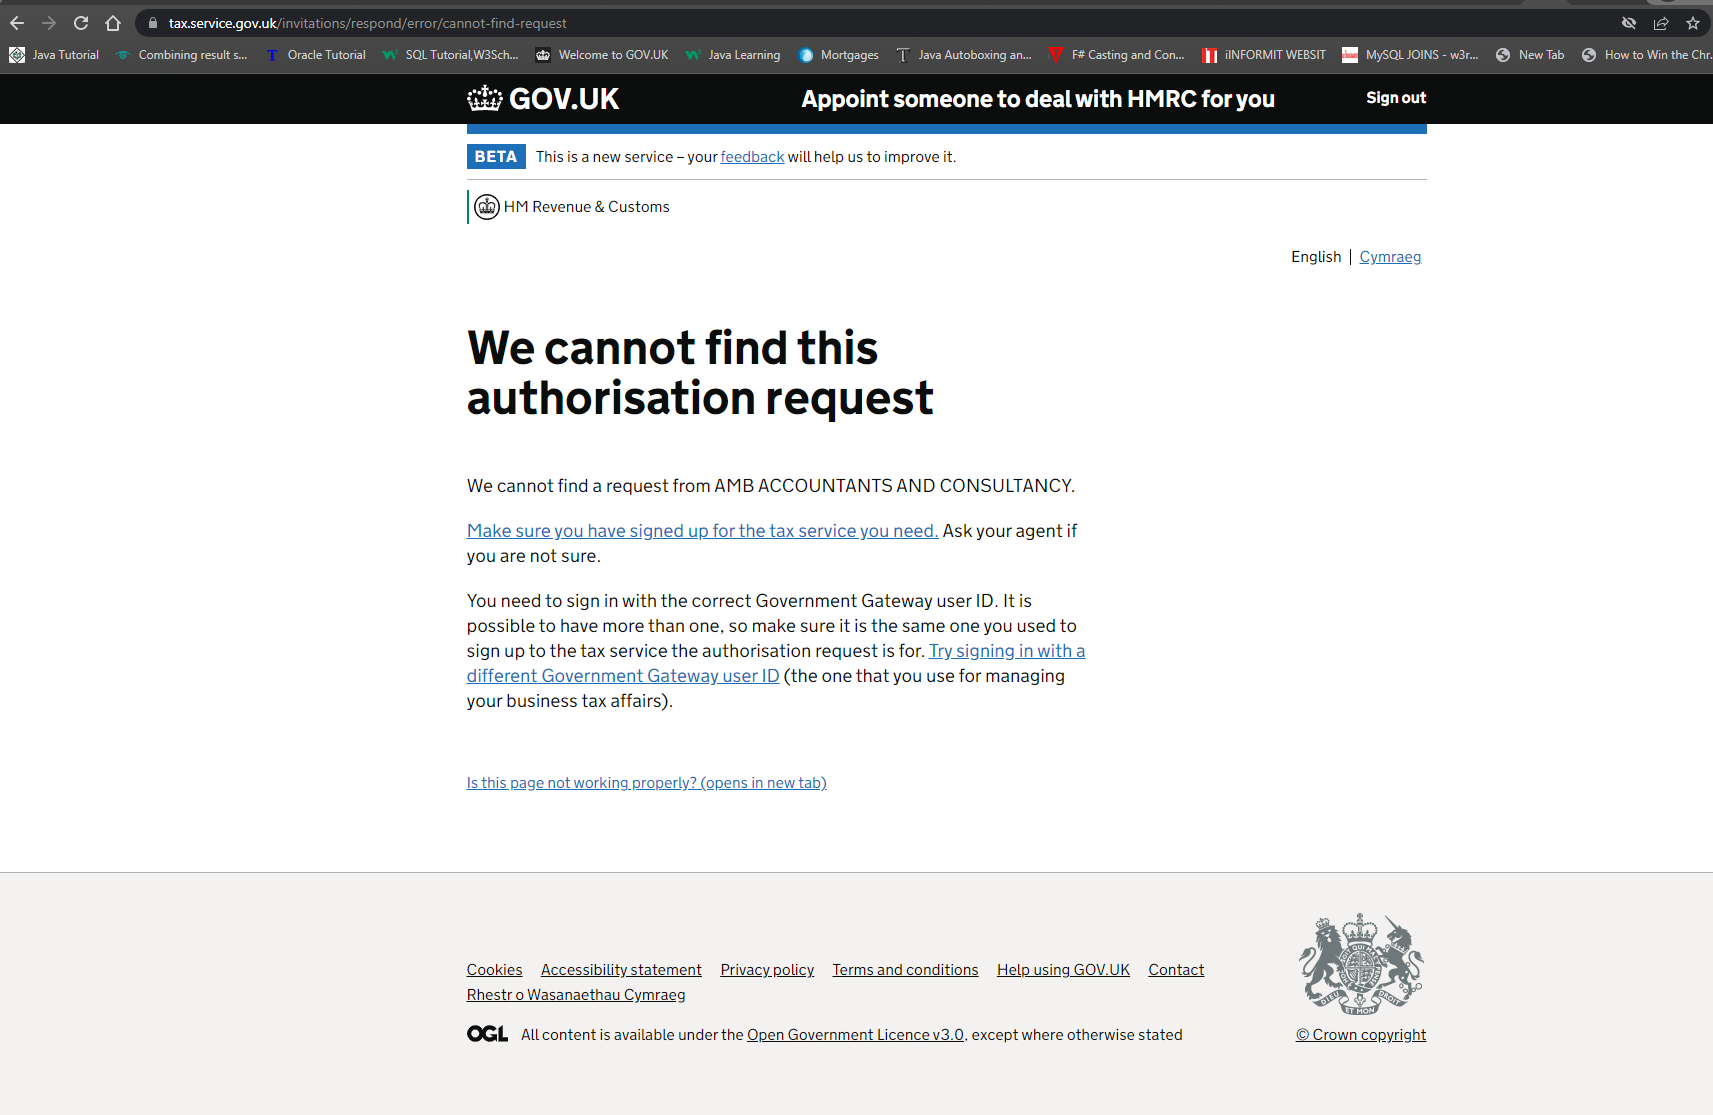 tax.service.gov.uk/invitations/respond/error/cannot-find-request
Java Tutorial Combining result s... Oracle Tutorial SQL Tutorial,W3Sch... Welcome to GOV.UK Java Learning Mortgages Java Autoboxing an... F# Casting and Con... iINFORMIT WEBSIT MySQL JOINS - w3r... New Tab How to Win the Chr.
GOV.UK Appoint someone to deal with HMRC for you Sign out
BETA This is a new service – your feedback will help us to improve it.
HM Revenue & Customs
English | Cymraeg
We cannot find this
authorisation request
We cannot find a request from AMB ACCOUNTANTS AND CONSULTANCY.
Make sure you have signed up for the tax service you need. Ask your agent if
you are not sure.
You need to sign in with the correct Government Gateway user ID. It is
possible to have more than one, so make sure it is the same one you used to
sign up to the tax service the authorisation request is for. Try signing in with a
different Government Gateway user ID (the one that you use for managing
your business tax affairs).
Is this page not working properly? (opens in new tab)
Cookies Accessibility statement Privacy policy Terms and conditions Help using GOV.UK Contact
Rhestr o Wasanaethau Cymraeg
OGL All content is available under the Open Government Licence v3.0, except where otherwise stated
© Crown copyright